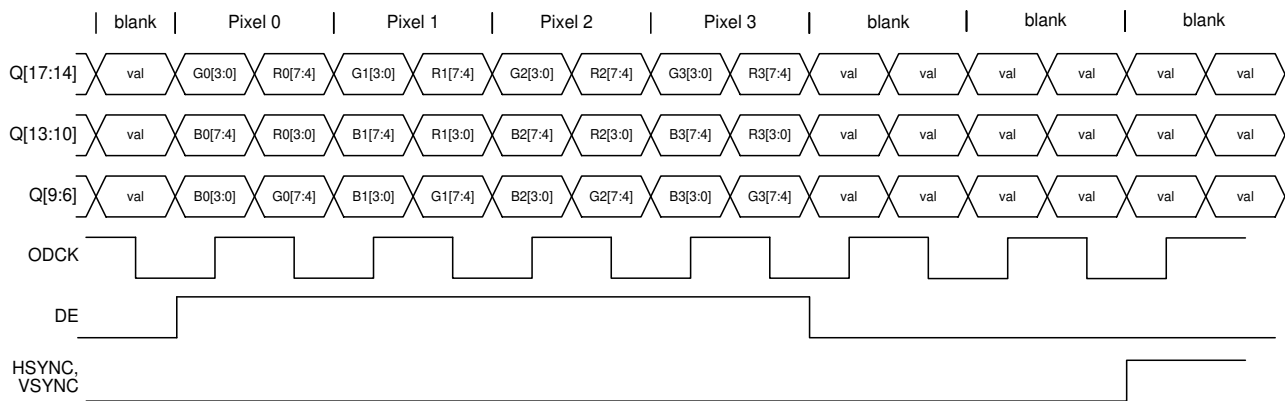 blank Pixel 0 Pixel 1 Pixel 2 Pixel 3 blank blank blank
Q[17:14] val G0[3:0] R0[7:4] G1[3:0] R1[7:4] G2[3:0] R2[7:4] G3[3:0] R3[7:4] val val val val val val
Q[13:10] val B0[7:4] R0[3:0] B1[7:4] R1[3:0] B2[7:4] R2[3:0] B3[7:4] R3[3:0] val val val val val val
Q[9:6] val B0[3:0] G0[7:4] B1[3:0] G1[7:4] B2[3:0] G2[7:4] B3[3:0] G3[7:4] val val val val val val
ODCK
DE
HSYNC,
VSYNC